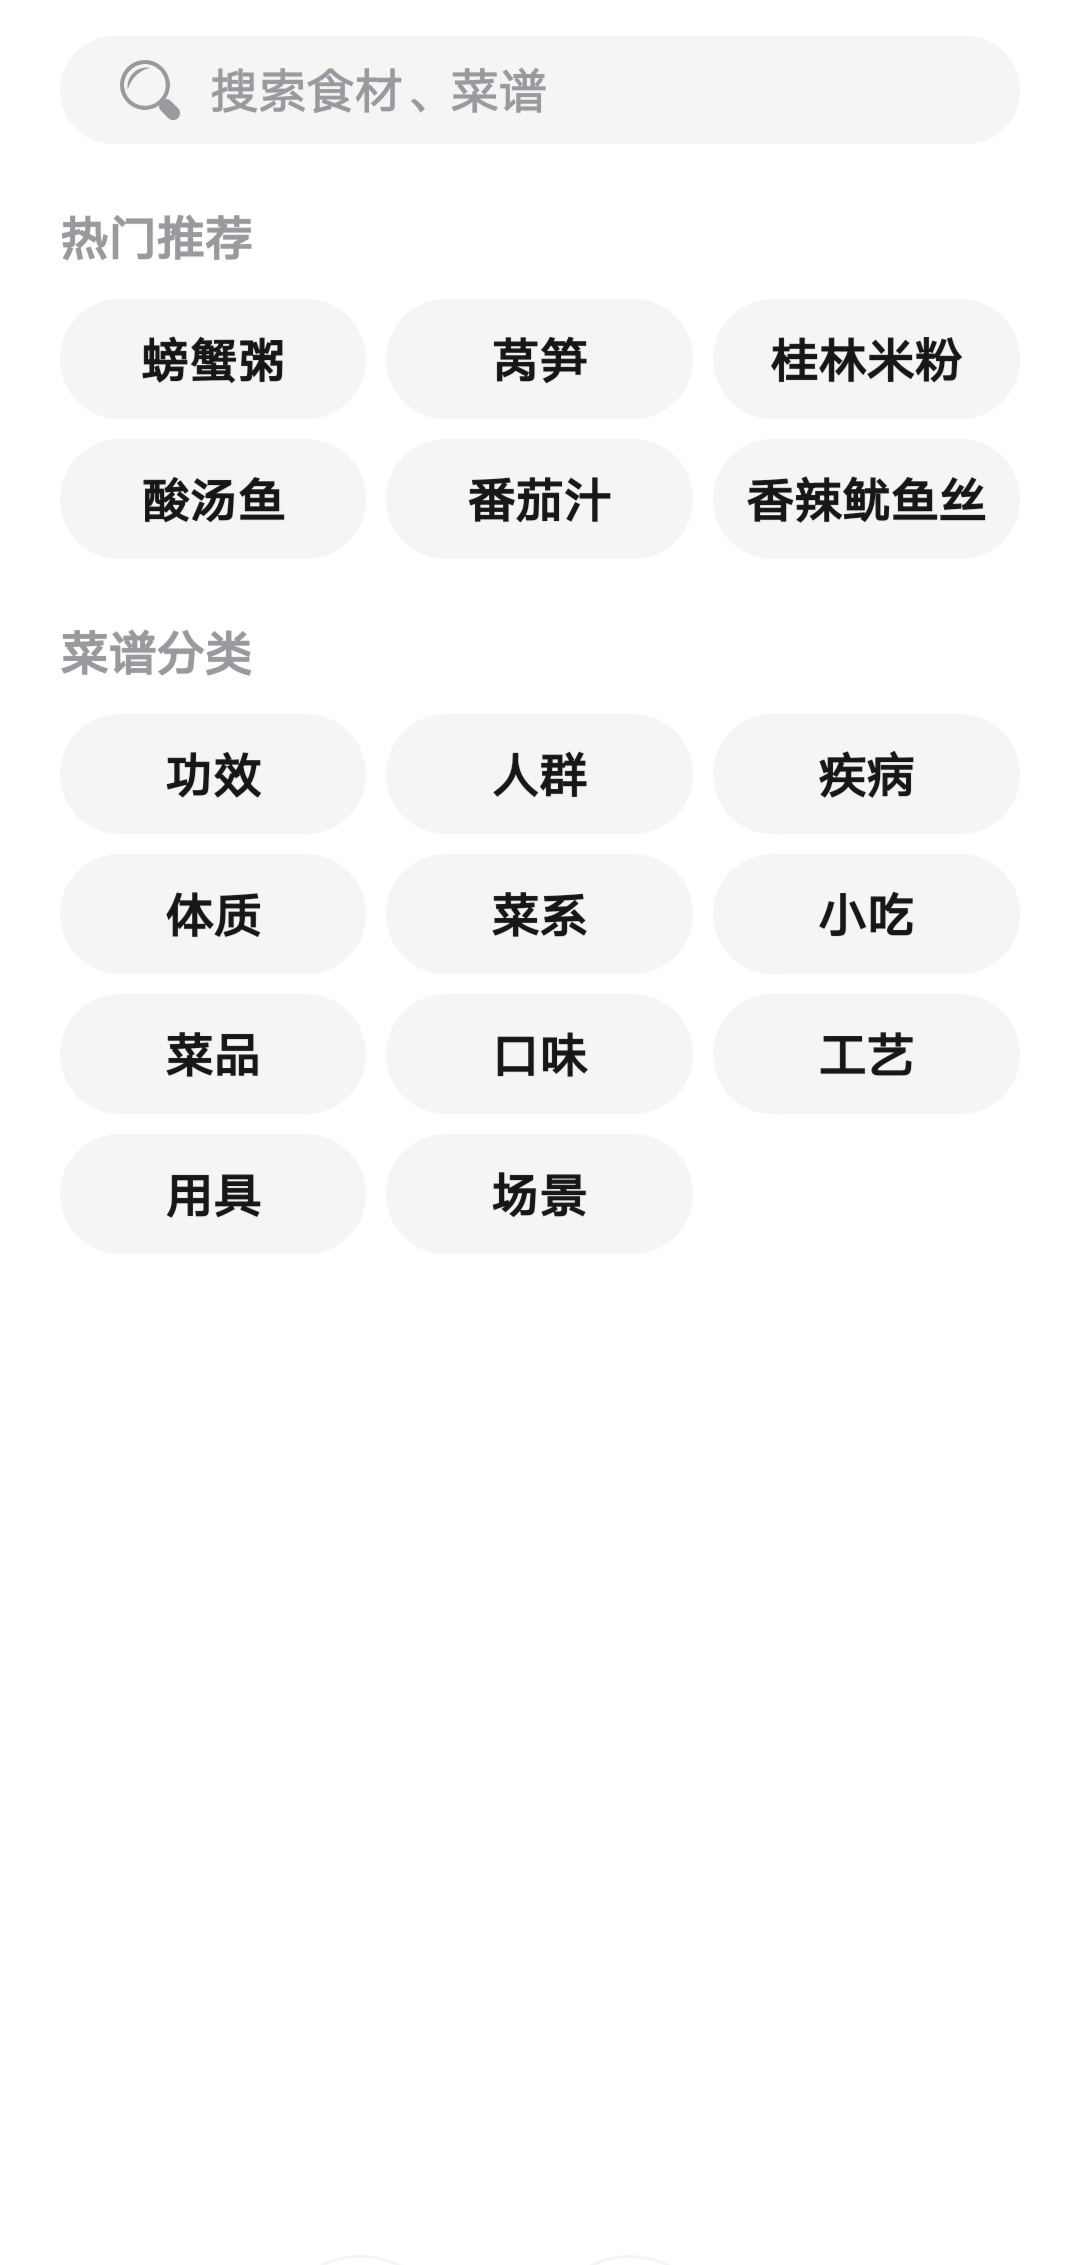 搜索食材、菜谱
热门推荐
螃蟹粥 莴笋 桂林米粉
酸汤鱼 番茄汁 香辣鱿鱼丝
菜谱分类
功效 人群 疾病
体质 菜系 小吃
菜品 口味 工艺
用具 场景